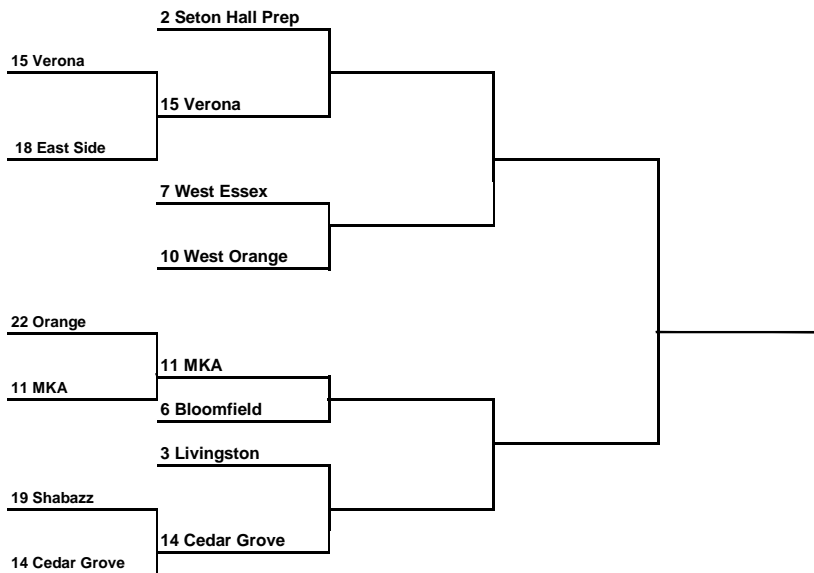 2 Seton Hall Prep
15 Verona
15 Verona
18 East Side
7 West Essex
10 West Orange
22 Orange
11 MKA
11 MKA
6 Bloomfield
3 Livingston
19 Shabazz
14 Cedar Grove
14 Cedar Grove